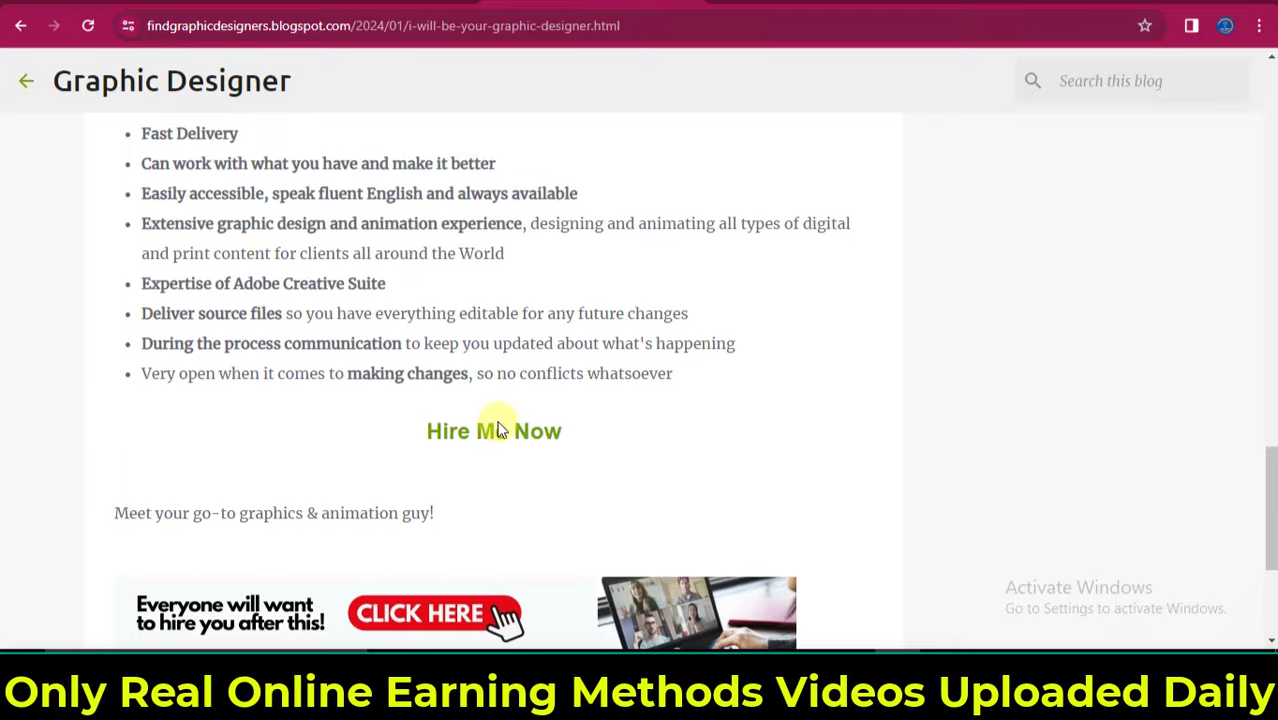 findgraphicdesigners.blogspot.com/2024/01/i-will-be-your-graphic-designer.html
Graphic Designer
Search this blog
Fast Delivery
Can work with what you have and make it better
Easily accessible, speak fluent English and always available
Extensive graphic design and animation experience, designing and animating all types of digital
and print content for clients all around the World
Expertise of Adobe Creative Suite
Deliver source files so you have everything editable for any future changes
During the process communication to keep you updated about what's happening
Very open when it comes to making changes, so no conflicts whatsoever
Hire Me Now
Meet your go-to graphics & animation guy!
Everyone will want
to hire you after this!
CLICK HERE
Activate Windows
Go to Settings to activate Windows.
Only Real Online Earning Methods Videos Uploaded Daily